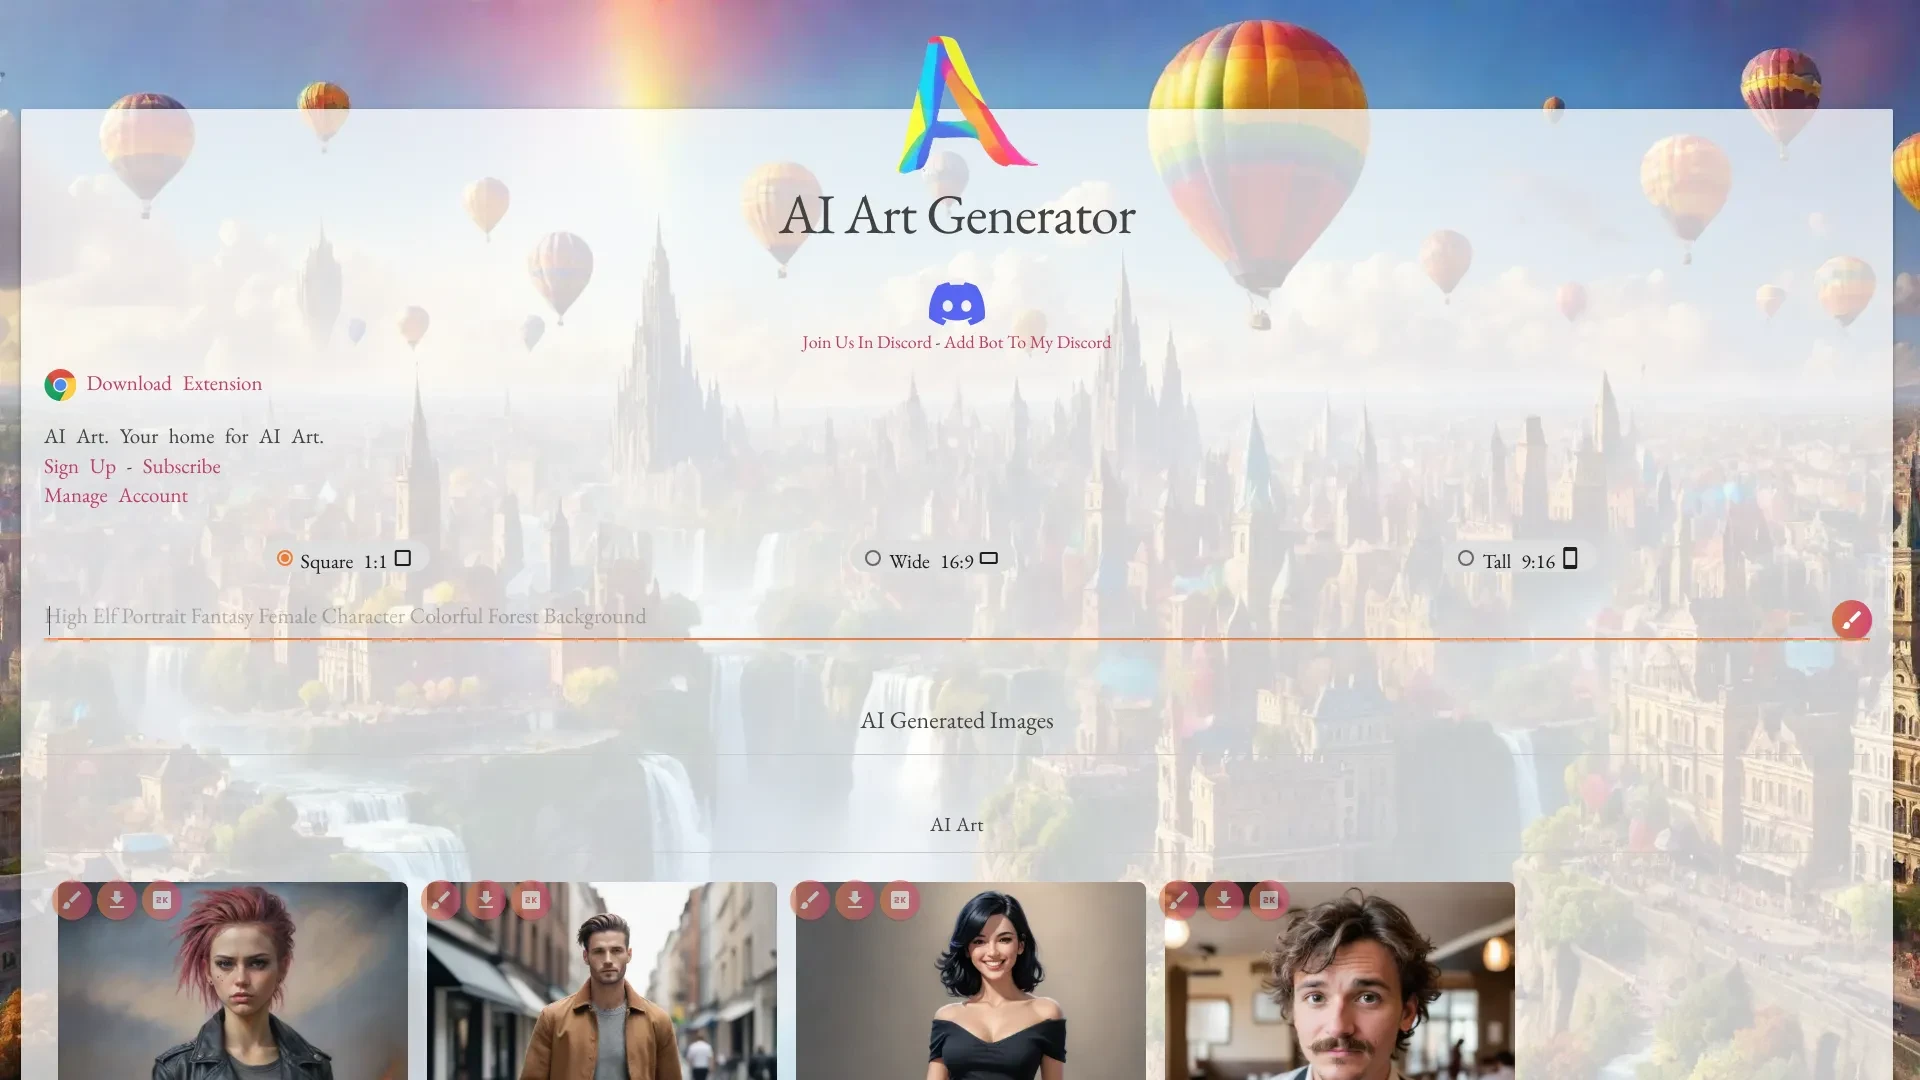 AI Art Generator
Join Us In Discord - Add Bot To My Discord
Download Extension
AI Art. Your home for AI Art.
Sign Up - Subscribe
Manage Account
Square 1:1
Wide 16:9
Tall 9:16
High Elf Portrait Fantasy Female Character Colorful Forest Background
AI Generated Images
AI Art
2K
2K
2K
2K